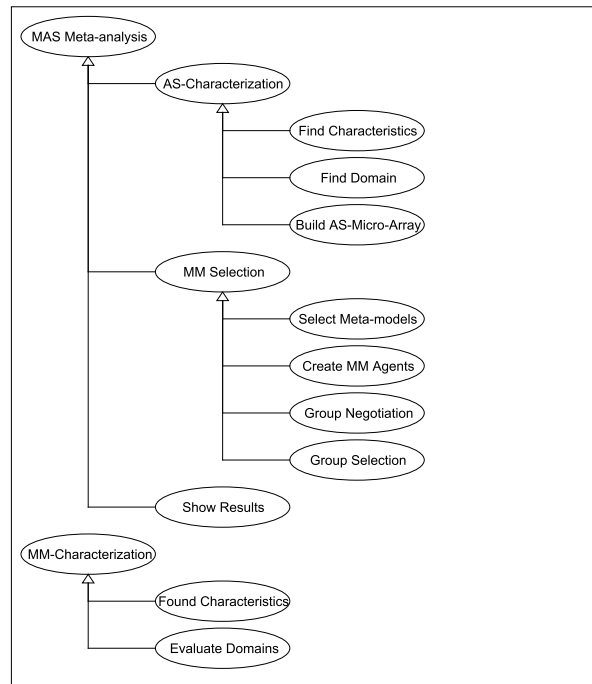 MAS Meta-analysis
AS-Characterization
Find Characteristics
Find Domain
Build AS-Micro-Array
MM Selection
Select Meta-models
Create MM Agents
Group Negotiation
Group Selection
Show Results
MM-Characterization
Found Characteristics
Evaluate Domains